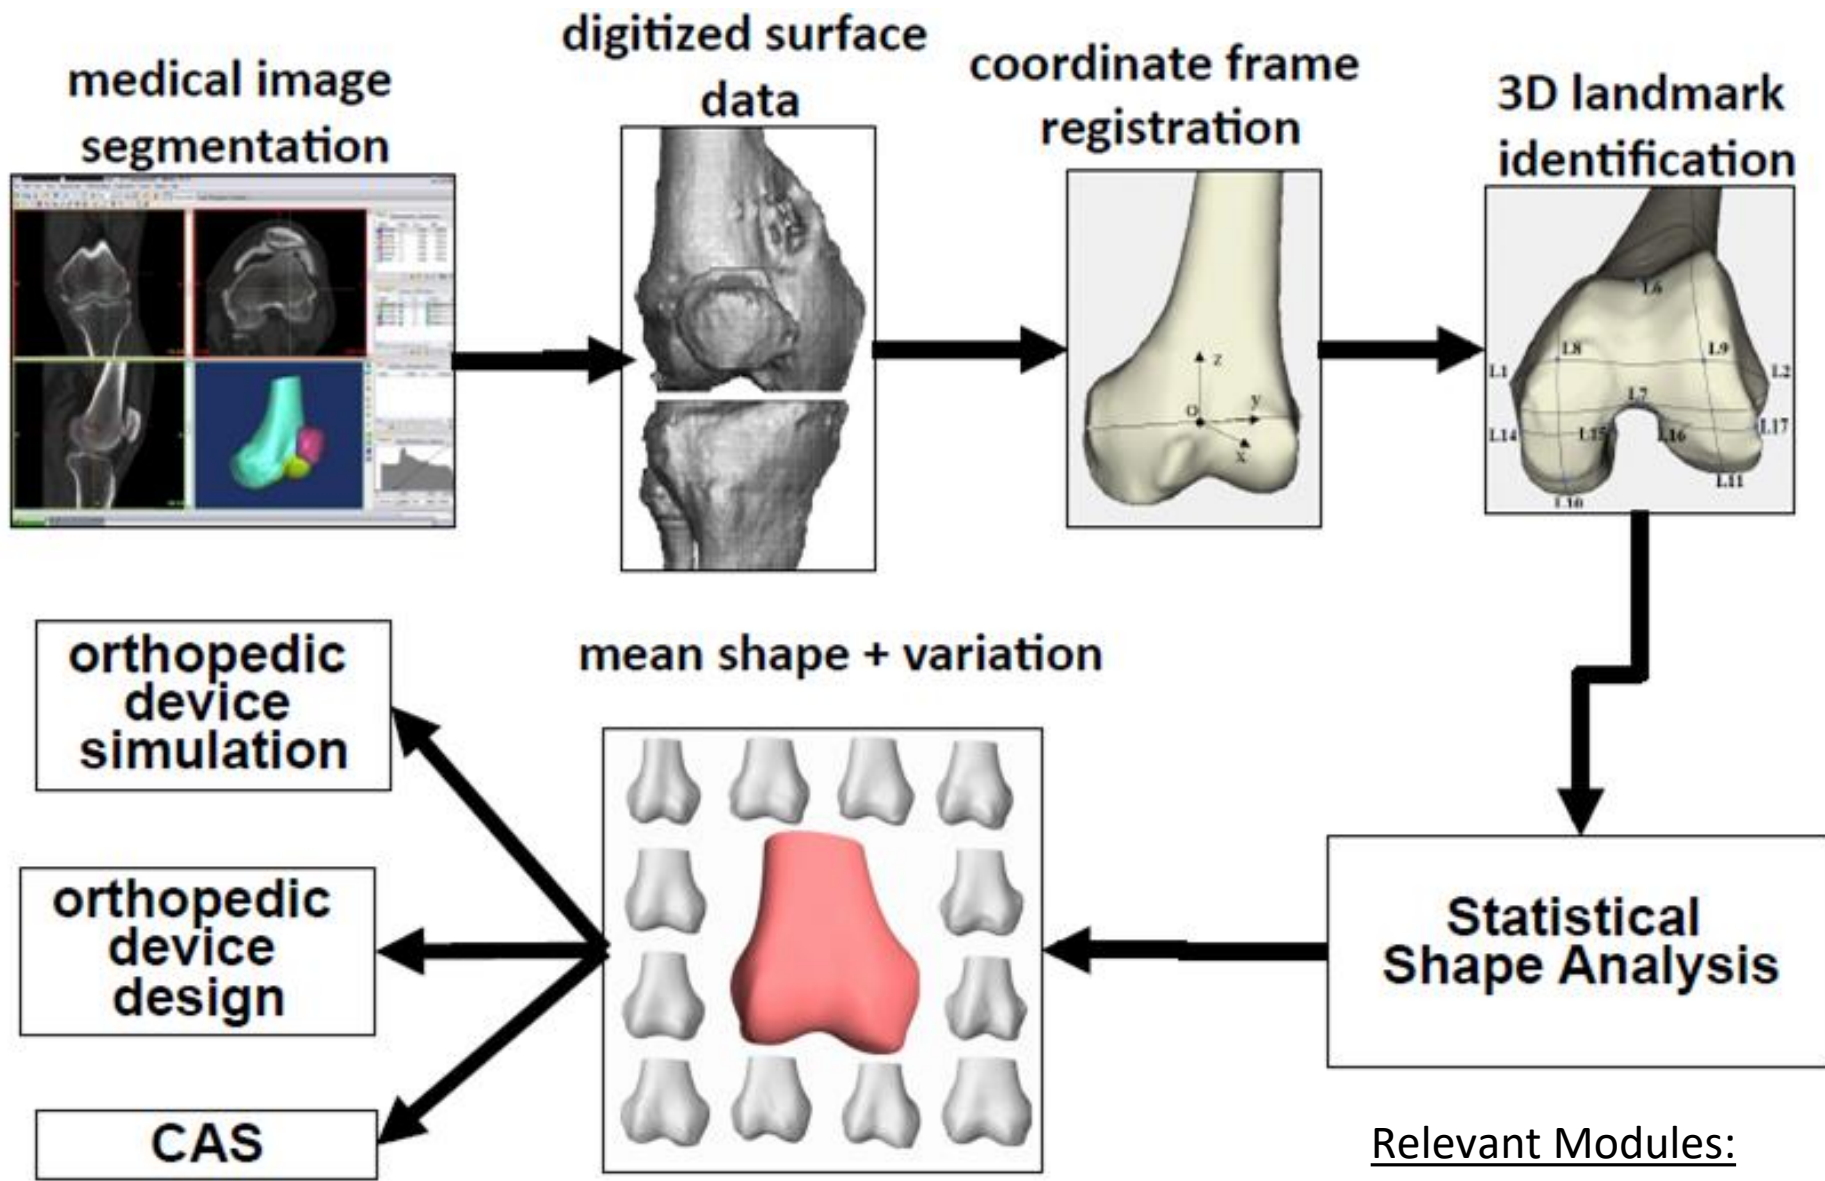 medical image
segmentation
digitized surface
data
coordinate frame
registration
3D landmark
identification
z
O
y
x
L6
L8
L9
L1
L2
L7
L14
L15
L16
L17
L11
L10
Statistical
Shape Analysis
mean shape + variation
orthopedic
device
simulation
orthopedic
device
design
CAS
Relevant Modules: